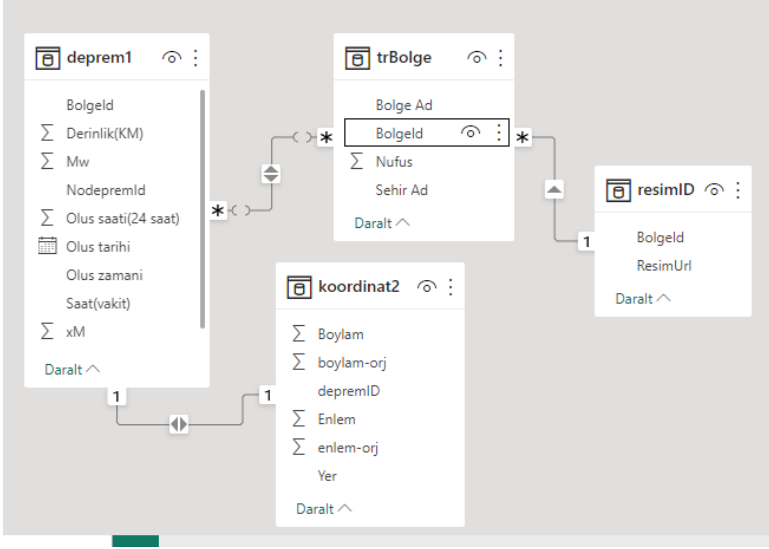 deprem1
BolgeId
Derinlik(KM)
Mw
NodepremId
Olus saati(24 saat)
Olus tarihi
Olus zamani
Saat(vakit)
xM
Daralt
trBolge
Bolge Ad
BolgeId
Nufus
Sehir Ad
Daralt
resimID
BolgeId
ResimUrl
Daralt
koordinat2
Boylam
boylam-orj
depremID
Enlem
enlem-orj
Yer
Daralt
*
*
*
1
1
1